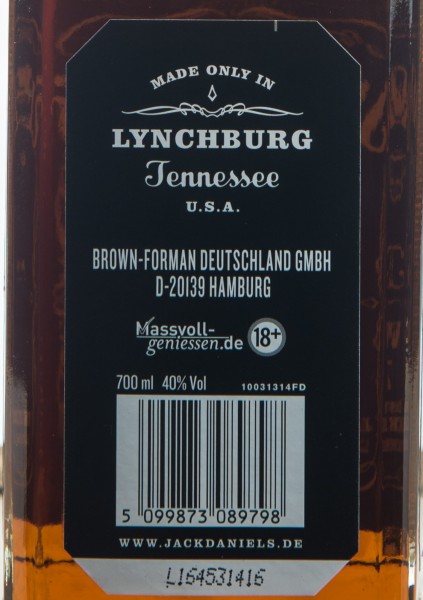 MADE ONLY IN
LYNCHBURG
Tennessee
U.S.A.
BROWN-FORMAN DEUTSCHLAND GMBH
D-20139 HAMBURG
Massvoll-
geniessen.de 18+
700 ml 40% Vol 10031314FD
5 099873 089798
WWW.JACKDANIELS.DE
L164531416